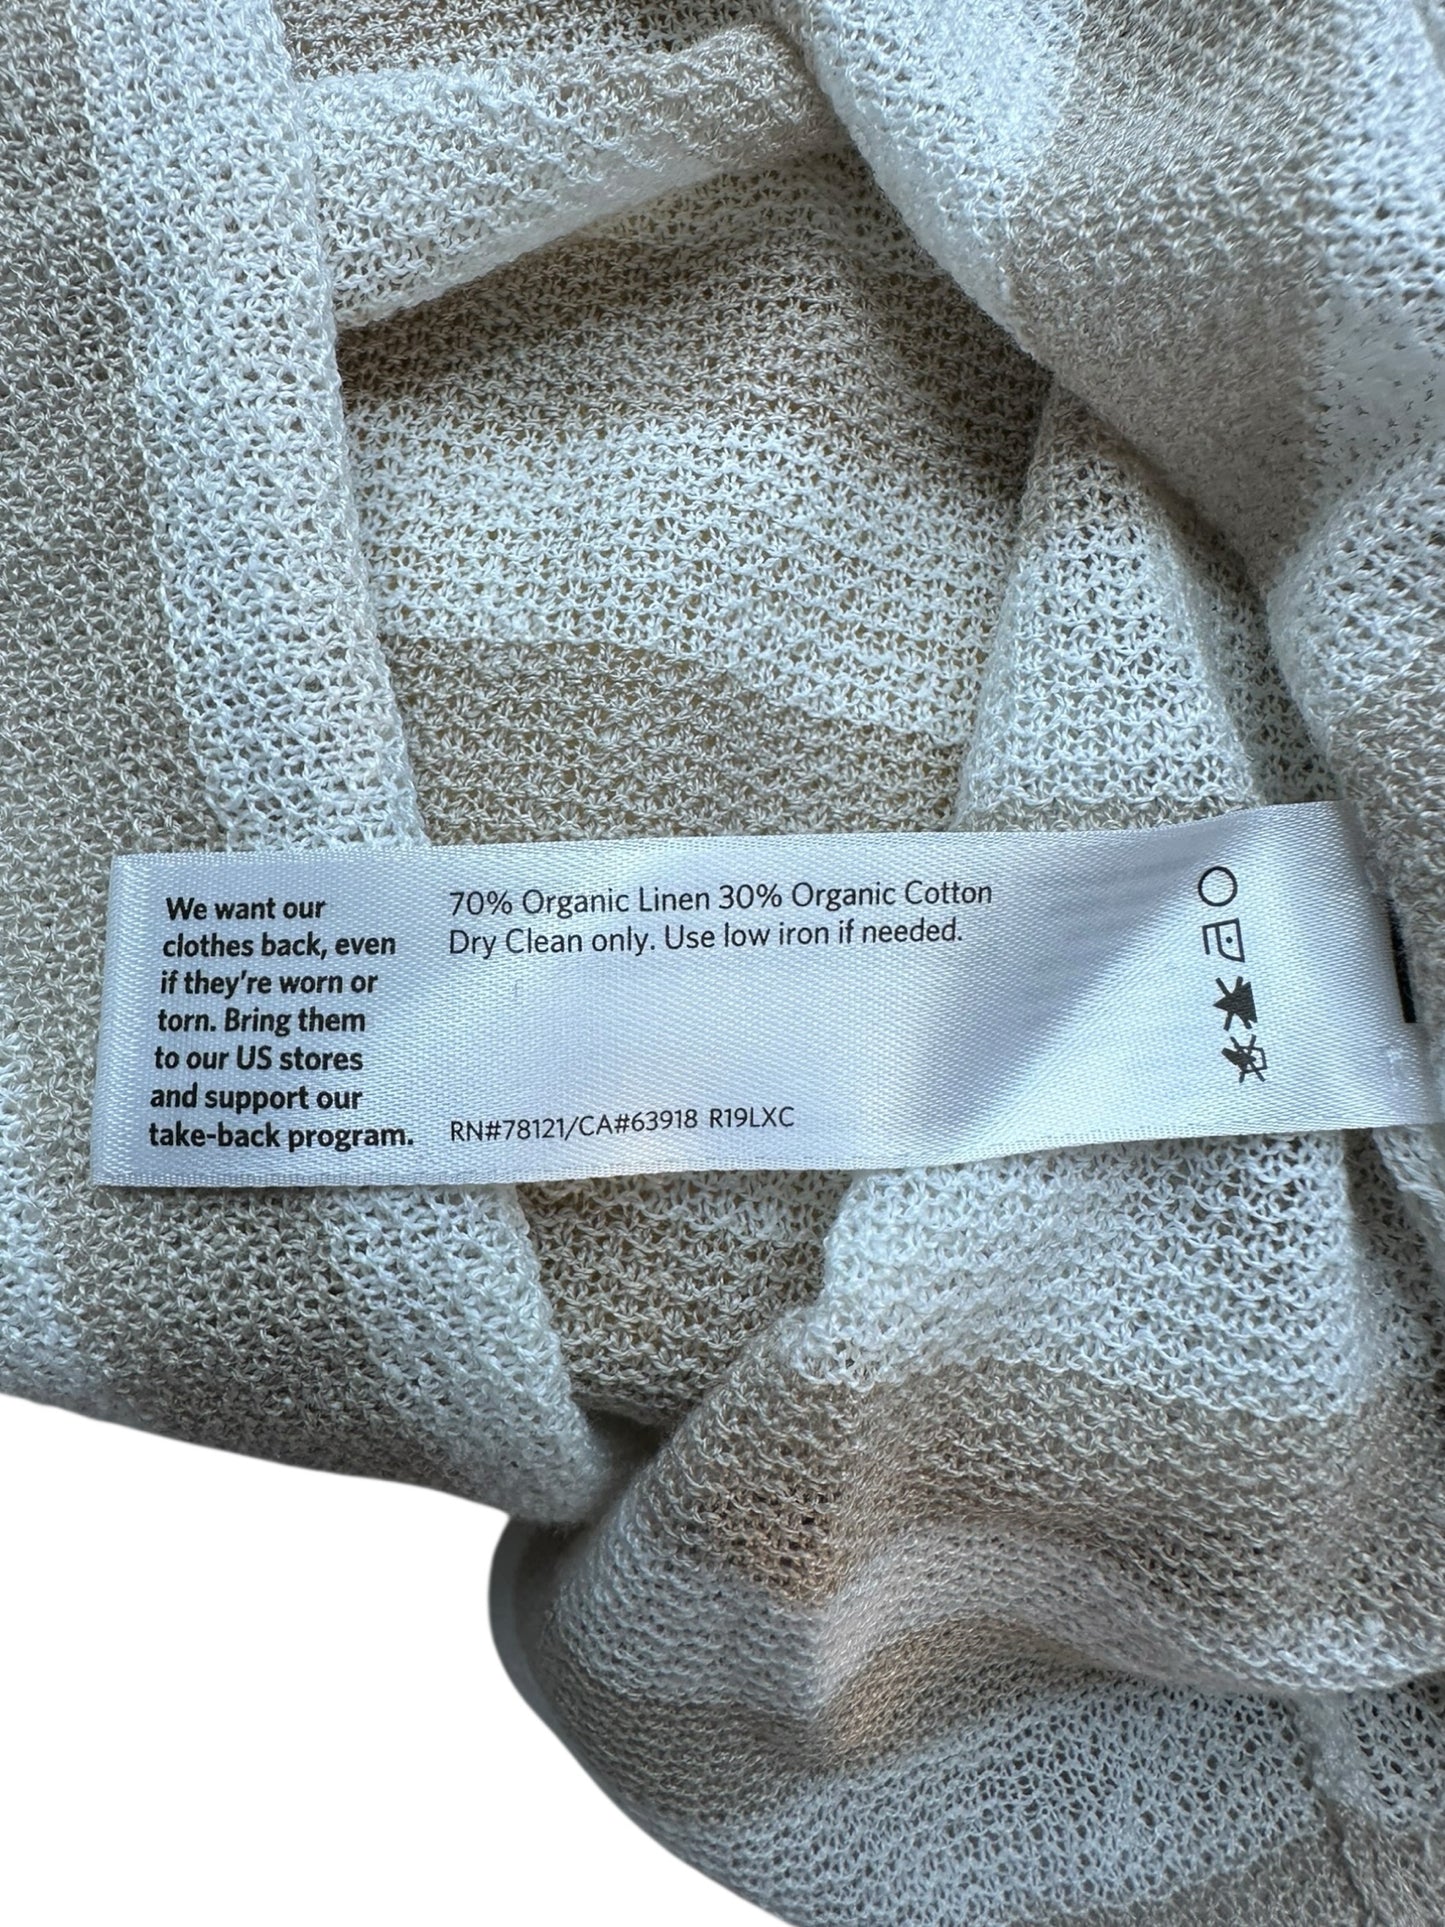 We want our
clothes back, even
if they're worn or
torn. Bring them
to our US stores
and support our
take-back program.
70% Organic Linen 30% Organic Cotton
Dry Clean only. Use low iron if needed.
RN#78121/CA#63918 R19LXC